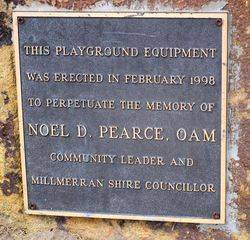 THIS PLAYGROUND EQUIPMENT
WAS ERECTED IN FEBRUARY 1998
TO PERPETUATE THE MEMORY OF
NOEL D. PEARCE, OAM
COMMUNITY LEADER AND
MILLMERRAN SHIRE COUNCILLOR